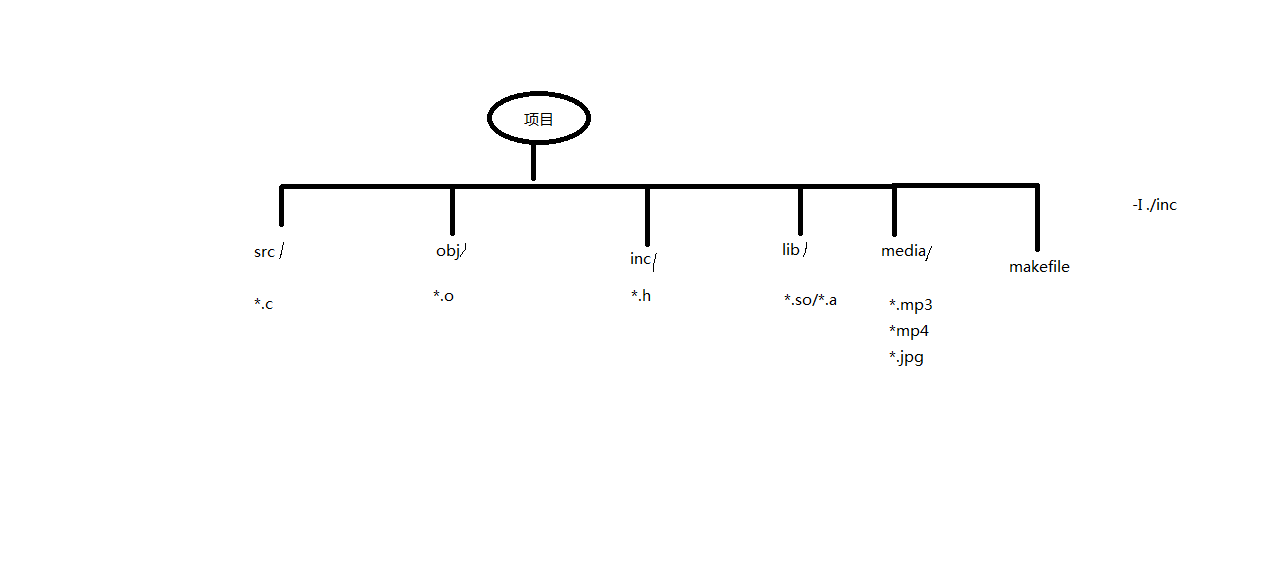 项目
-I ./inc
src /
obj/
inc/
lib /
media/
makefile
*.c
*.o
*.h
*.so/*.a
*.mp3
*mp4
*.jpg